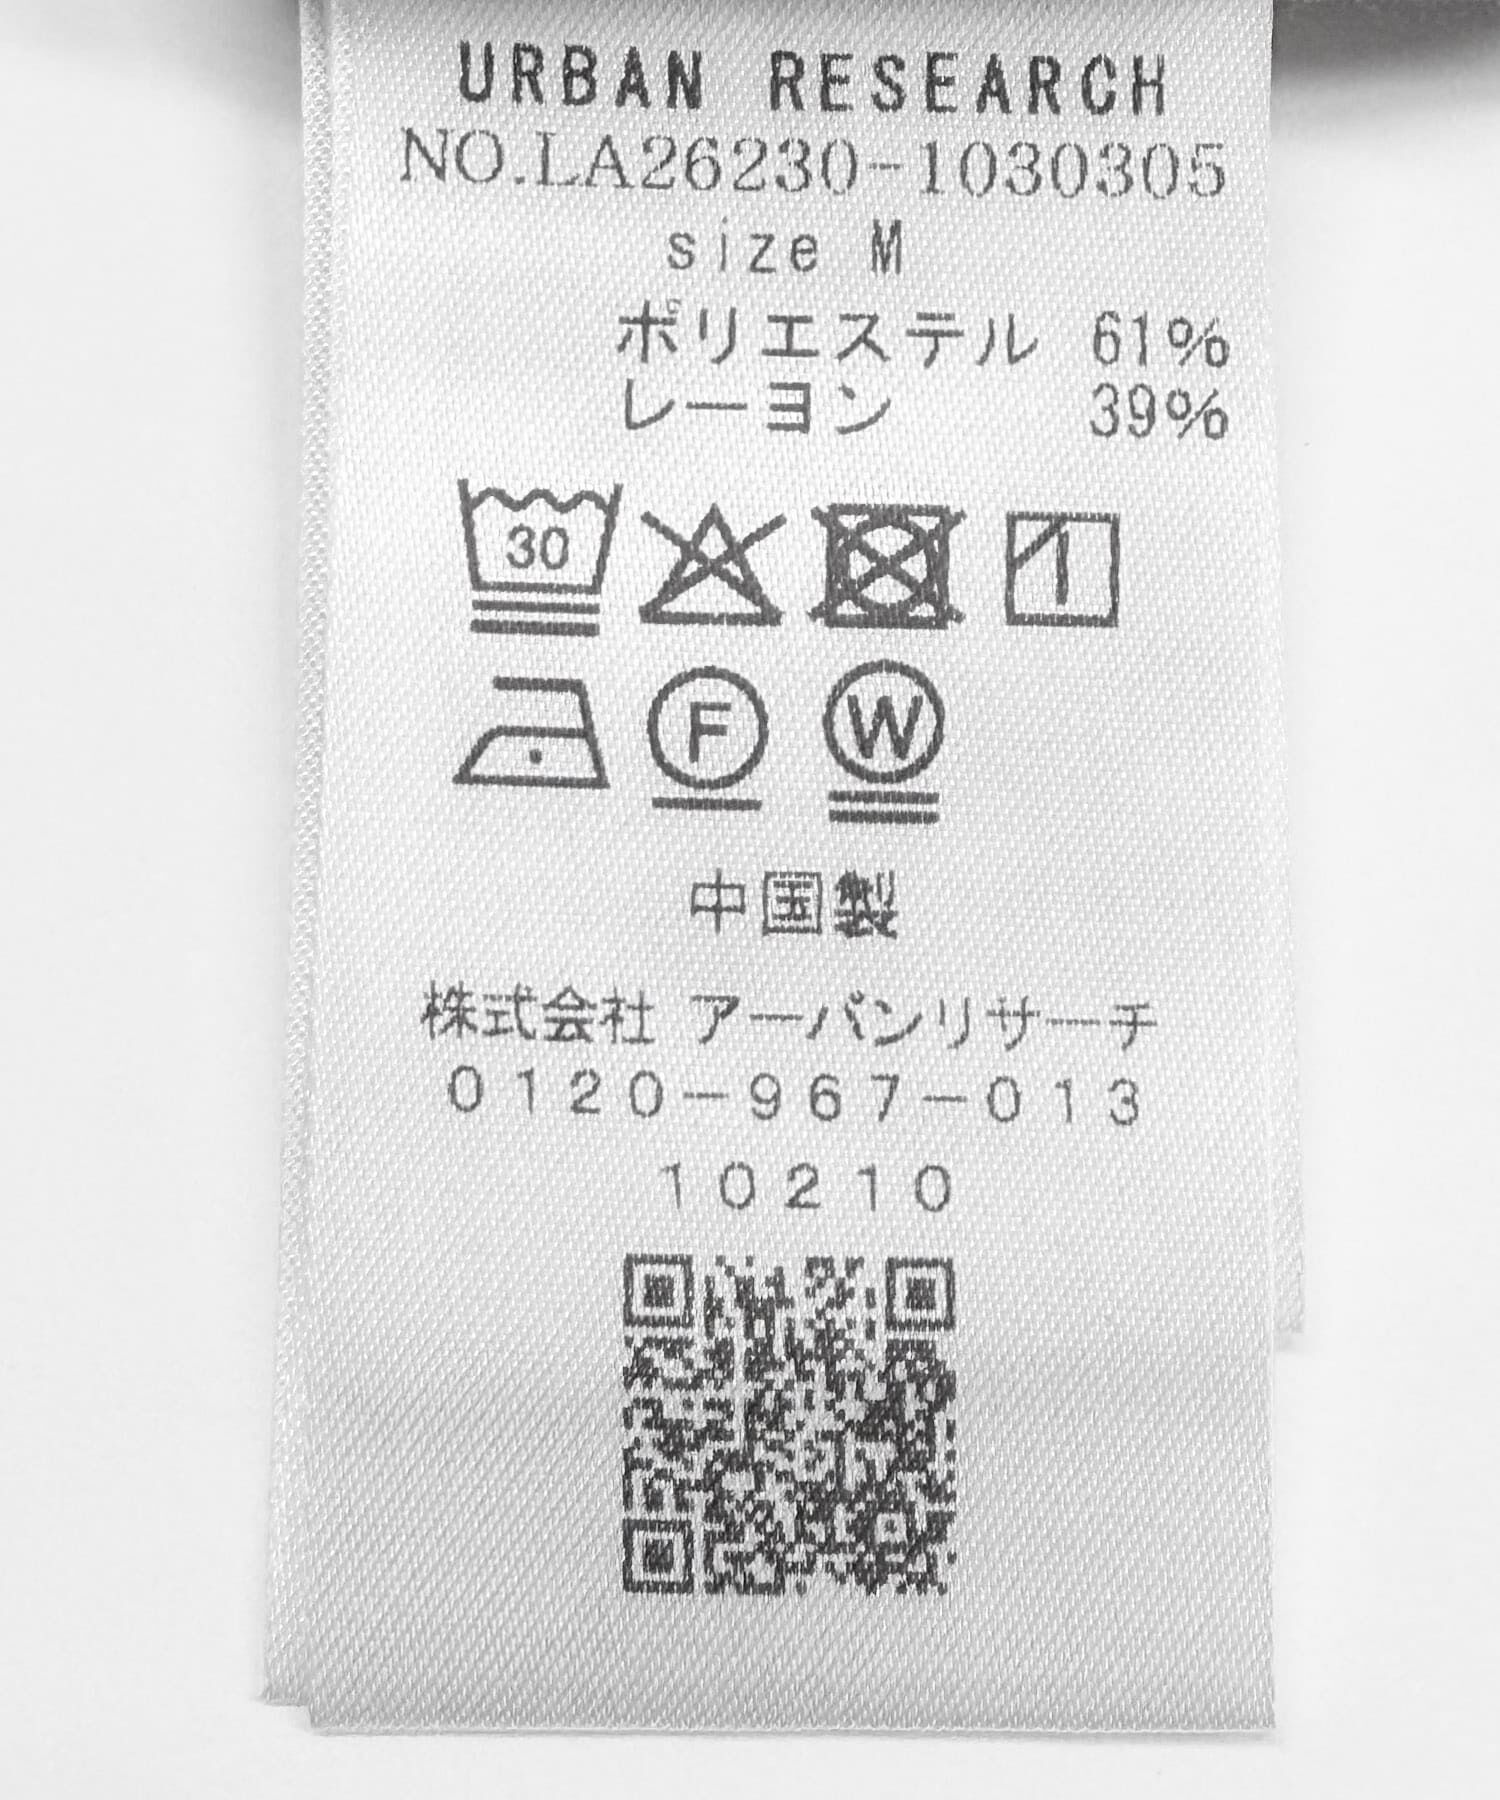 URBAN RESEARCH
NO.LA26230-1030305
size M
ポリエステル 61%
レーヨン 39%
30
F W
中国製
株式会社 アーバンリサーチ
0120-967-013
10210